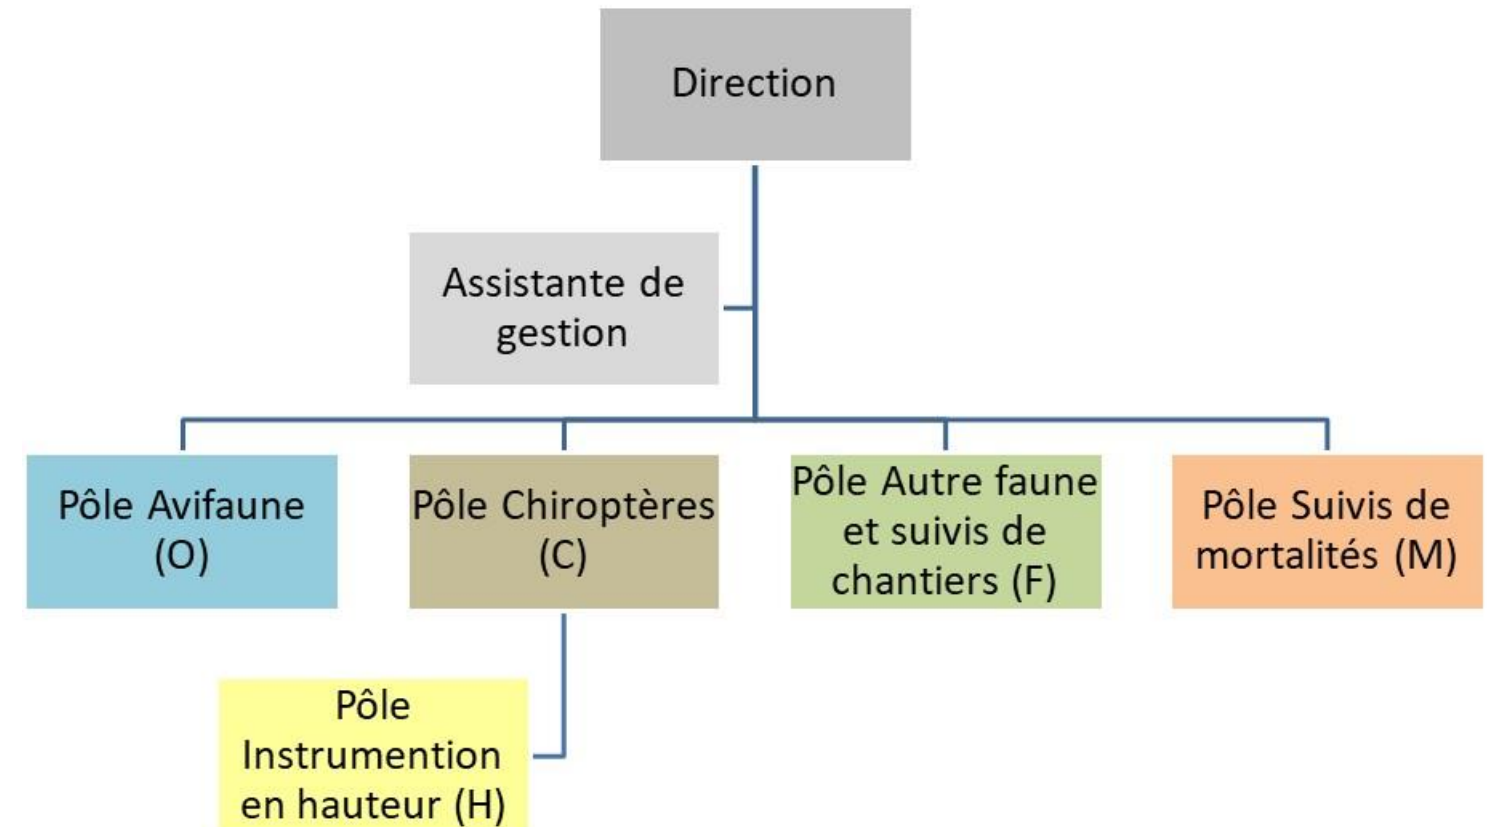 Direction
Assistante de
gestion
Pôle Avifaune
(O)
Pôle Chiroptères
(C)
Pôle Autre faune
et suivis de
chantiers (F)
Pôle Suivis de
mortalités (M)
Pôle
Instrumention
en hauteur (H)